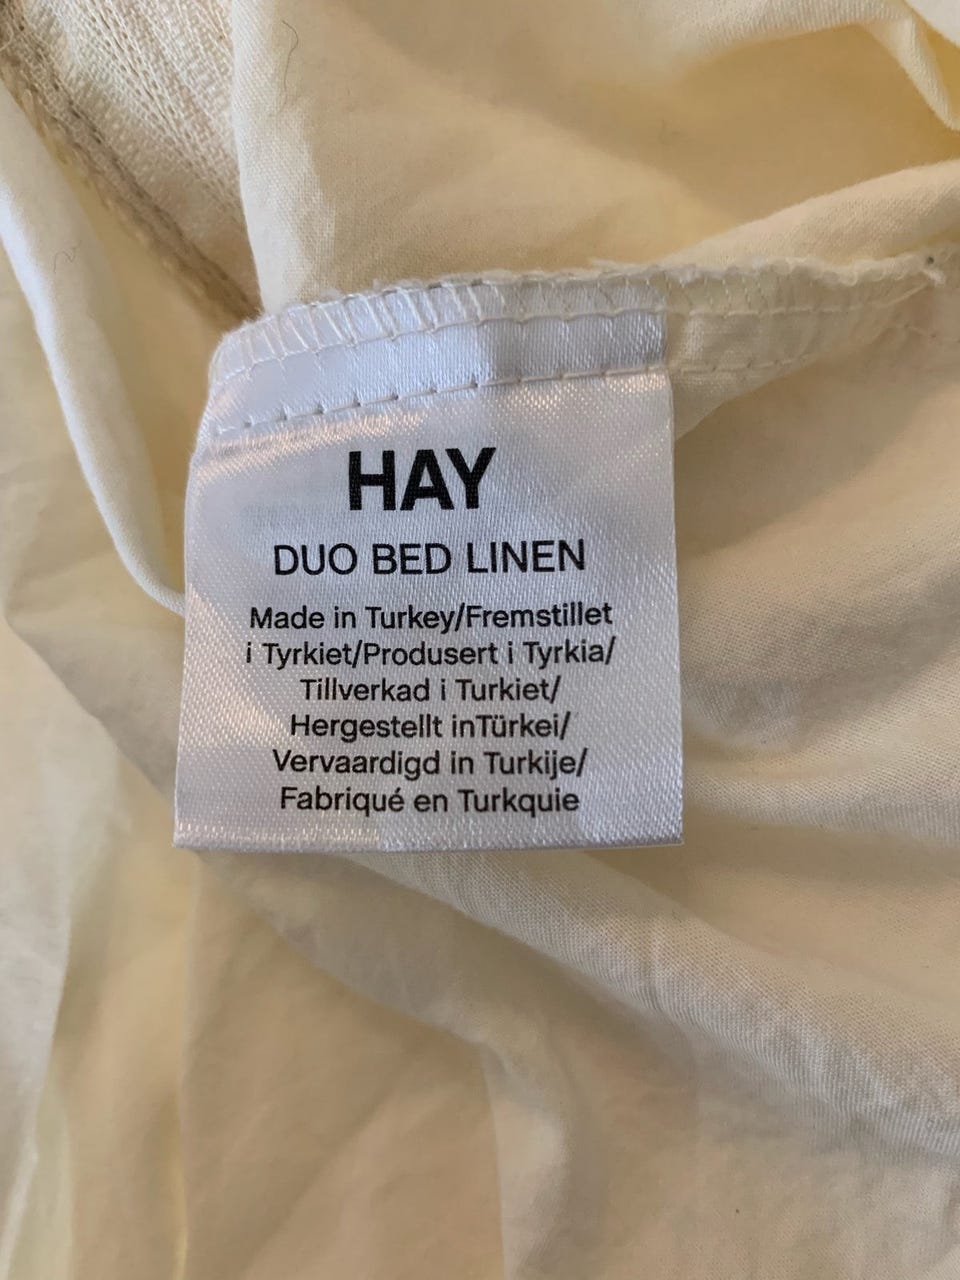 HAY
DUO BED LINEN
Made in Turkey/Fremstillet
i Tyrkiet/Produsert i Tyrkia/
Tillverkad i Turkiet/
Hergestellt inTürkei/
Vervaardigd in Turkije/
Fabriqué en Turkquie